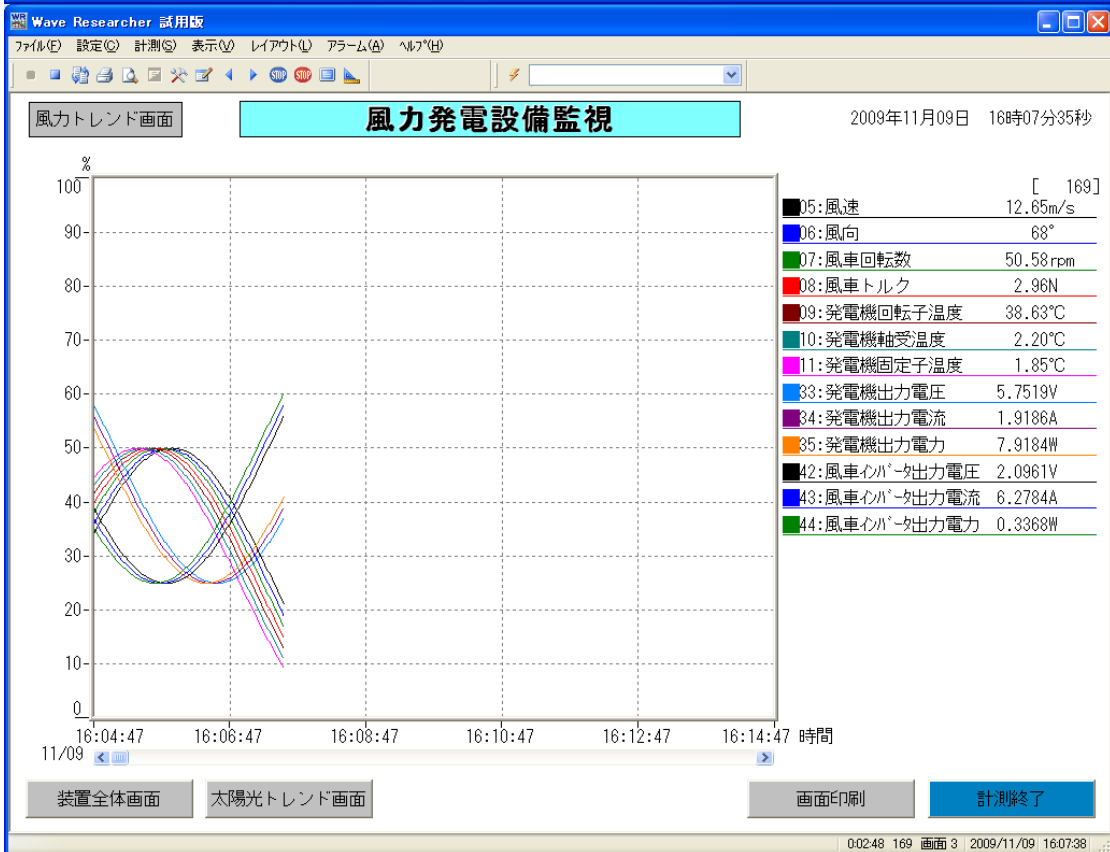 Wave Researcher 試用版
ファイル(F) 設定(C) 計測(S) 表示(V) レイアウト(L) アラーム(A) ヘルプ(H)
STOP STOP
風力トレンド画面 風力発電設備監視 2009年11月09日 16時07分35秒
%
100
90
80
70
60
50
40
30
20
10
0
[ 169]
05:風速 12.65m/s
06:風向 68°
07:風車回転数 50.58rpm
08:風車トルク 2.96N
09:発電機回転子温度 38.63℃
10:発電機軸受温度 2.20℃
11:発電機固定子温度 1.85℃
33:発電機出力電圧 5.7519V
34:発電機出力電流 1.9186A
35:発電機出力電力 7.9184W
42:風車インバータ出力電圧 2.0961V
43:風車インバータ出力電流 6.2784A
44:風車インバータ出力電力 0.3368W
16:04:47 16:06:47 16:08:47 16:10:47 16:12:47 16:14:47 時間
11/09
装置全体画面 太陽光トレンド画面 画面印刷 計測終了
0:02:48 169 画面 3 2009/11/09 16:07:38